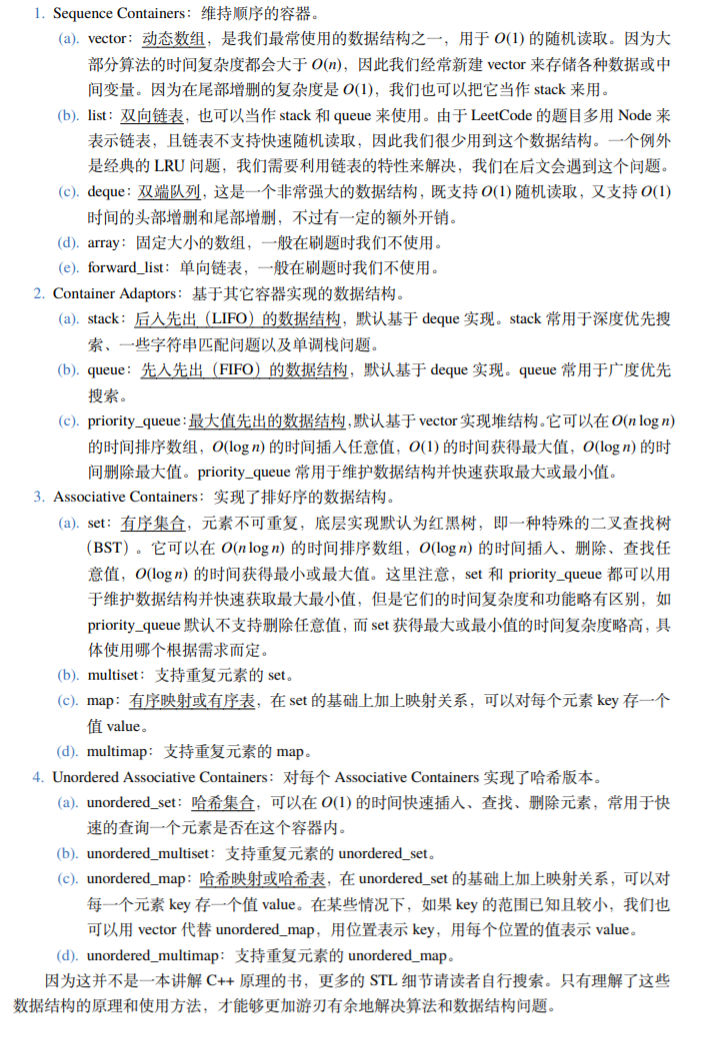 1. Sequence Containers：维持顺序的容器。
(a). vector：动态数组，是我们最常使用的数据结构之一，用于 O(1) 的随机读取。因为大
部分算法的时间复杂度都会大于 O(n)，因此我们经常新建 vector 来存储各种数据或中
间变量。因为在尾部增删的复杂度是 O(1)，我们也可以把它当作 stack 来用。
(b). list：双向链表，也可以当作 stack 和 queue 来使用。由于 LeetCode 的题目多用 Node 来
表示链表，且链表不支持快速随机读取，因此我们很少用到这个数据结构。一个例外
是经典的 LRU 问题，我们需要利用链表的特性来解决，我们在后文会遇到这个问题。
(c). deque：双端队列，这是一个非常强大的数据结构，既支持 O(1) 随机读取，又支持 O(1)
时间的头部增删和尾部增删，不过有一定的额外开销。
(d). array：固定大小的数组，一般在刷题时我们不使用。
(e). forward_list：单向链表，一般在刷题时我们不使用。
2. Container Adaptors：基于其它容器实现的数据结构。
(a). stack：后入先出（LIFO）的数据结构，默认基于 deque 实现。stack 常用于深度优先搜
索、一些字符串匹配问题以及单调栈问题。
(b). queue：先入先出（FIFO）的数据结构，默认基于 deque 实现。queue 常用于广度优先
搜索。
(c). priority_queue：最大值先出的数据结构，默认基于vector实现堆结构。它可以在O(n log n)
的时间排序数组，O(log n) 的时间插入任意值，O(1) 的时间获得最大值，O(log n) 的时
间删除最大值。priority_queue 常用于维护数据结构并快速获取最大或最小值。
3. Associative Containers：实现了排好序的数据结构。
(a). set：有序集合，元素不可重复，底层实现默认为红黑树，即一种特殊的二叉查找树
（BST）。它可以在 O(n log n) 的时间排序数组，O(log n) 的时间插入、删除、查找任
意值，O(log n) 的时间获得最小或最大值。这里注意，set 和 priority_queue 都可以用
于维护数据结构并快速获取最大最小值，但是它们的时间复杂度和功能略有区别，如
priority_queue 默认不支持删除任意值，而 set 获得最大或最小值的时间复杂度略高，具
体使用哪个根据需求而定。
(b). multiset：支持重复元素的 set。
(c). map：有序映射或有序表，在 set 的基础上加上映射关系，可以对每个元素 key 存一个
值 value。
(d). multimap：支持重复元素的 map。
4. Unordered Associative Containers：对每个 Associative Containers 实现了哈希版本。
(a). unordered_set：哈希集合，可以在 O(1) 的时间快速插入、查找、删除元素，常用于快
速的查询一个元素是否在这个容器内。
(b). unordered_multiset：支持重复元素的 unordered_set。
(c). unordered_map：哈希映射或哈希表，在 unordered_set 的基础上加上映射关系，可以对
每一个元素 key 存一个值 value。在某些情况下，如果 key 的范围已知且较小，我们也
可以用 vector 代替 unordered_map，用位置表示 key，用每个位置的值表示 value。
(d). unordered_multimap：支持重复元素的 unordered_map。
因为这并不是一本讲解 C++ 原理的书，更多的 STL 细节请读者自行搜索。只有理解了这些
数据结构的原理和使用方法，才能够更加游刃有余地解决算法和数据结构问题。